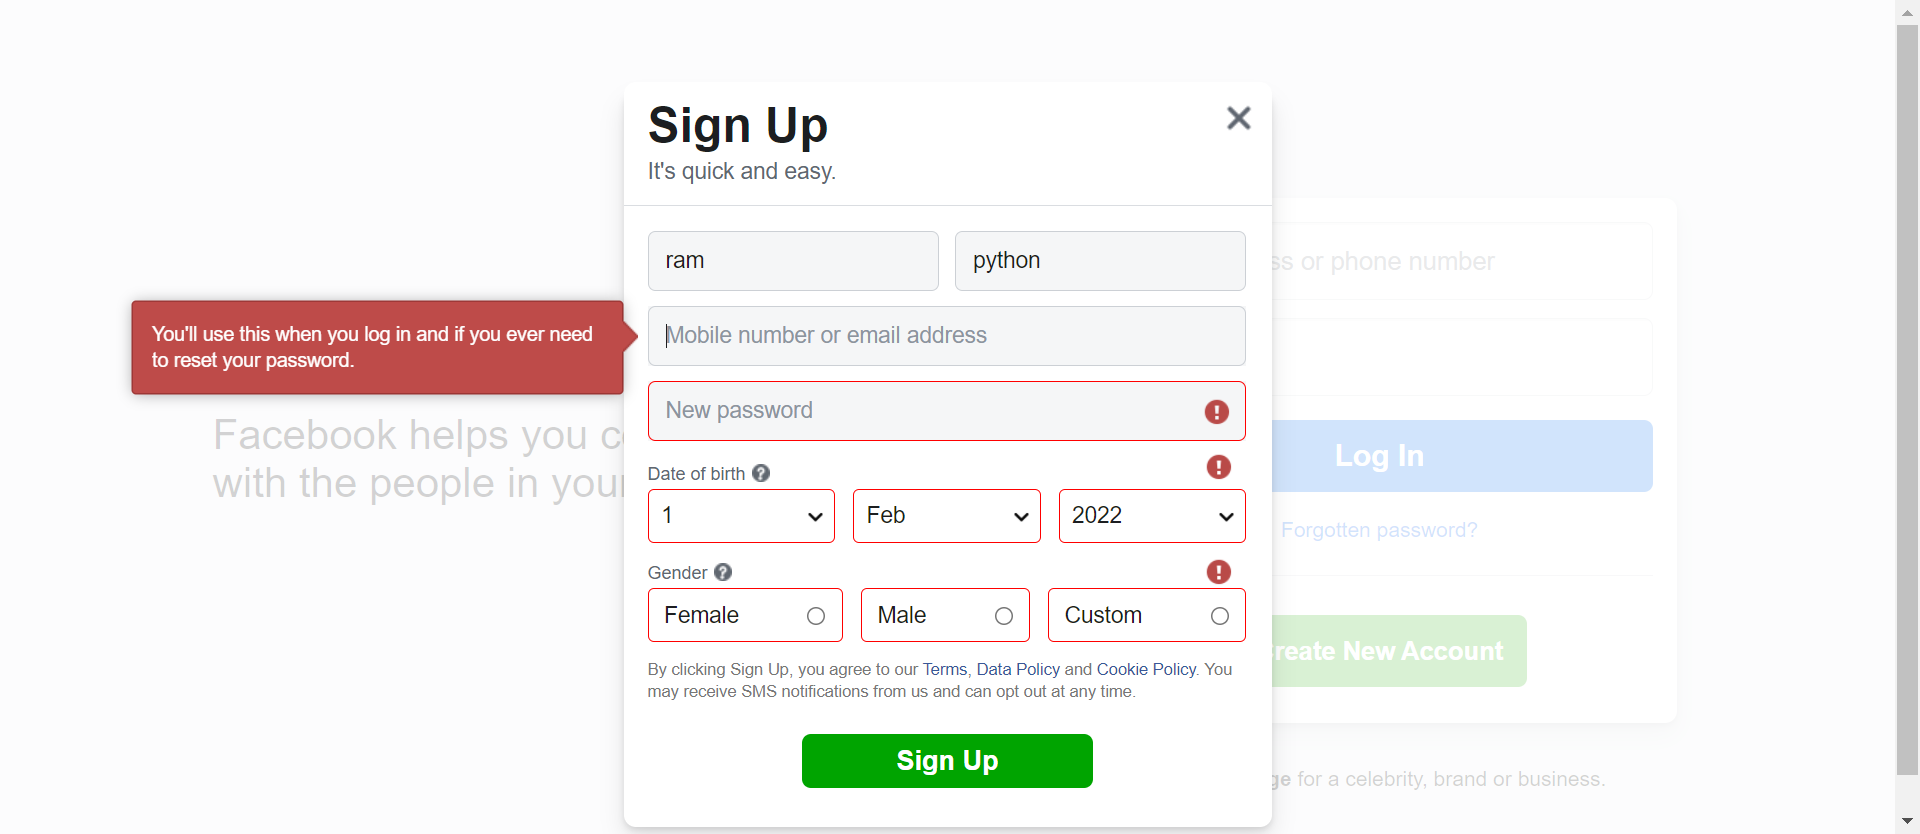 Sign Up
It's quick and easy.
ram
python
Mobile number or email address
You'll use this when you log in and if you ever need
to reset your password.
New password
Date of birth
1
Feb
2022
Gender
Female
Male
Custom
By clicking Sign Up, you agree to our Terms, Data Policy and Cookie Policy. You
may receive SMS notifications from us and can opt out at any time.
Sign Up
Facebook helps you
with the people in your
or phone number
Log In
Forgotten password?
New Account
for a celebrity, brand or business.